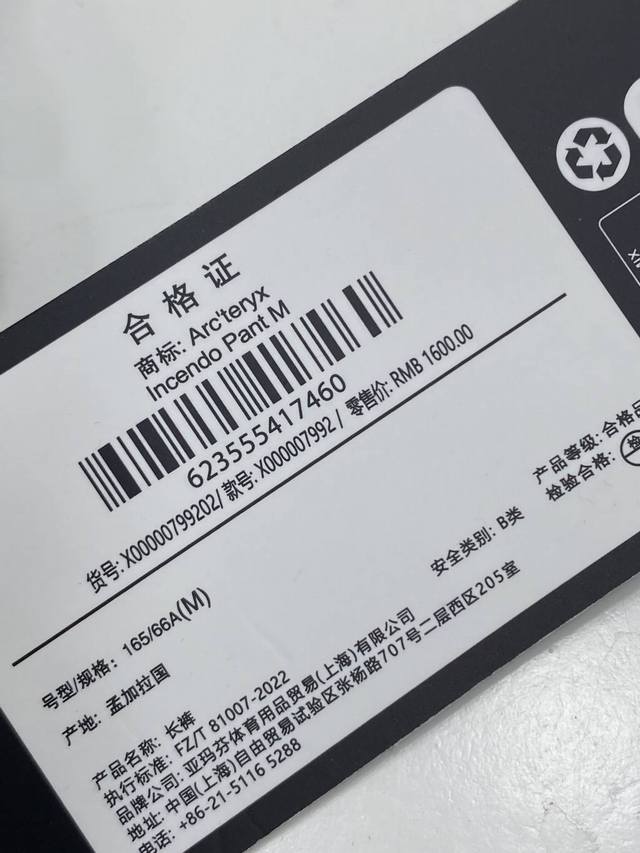 合格证
商标: Arc'teryx
Incendo Pant M
623555417460
货号: X00000799202/ 款号: X000007992 / 零售价: RMB 1600.00
号型/规格: 165/66A(M)
产地: 孟加拉国
安全类别: B类
产品等级: 合格品
检验合格: 检
产品名称: 长裤
执行标准: FZ/T 81007-2022
品牌公司: 亚玛芬体育用品贸易(上海)有限公司
地址: 中国(上海)自由贸易试验区张杨路707号二层西区205室
电话: +86-21-5116 5288